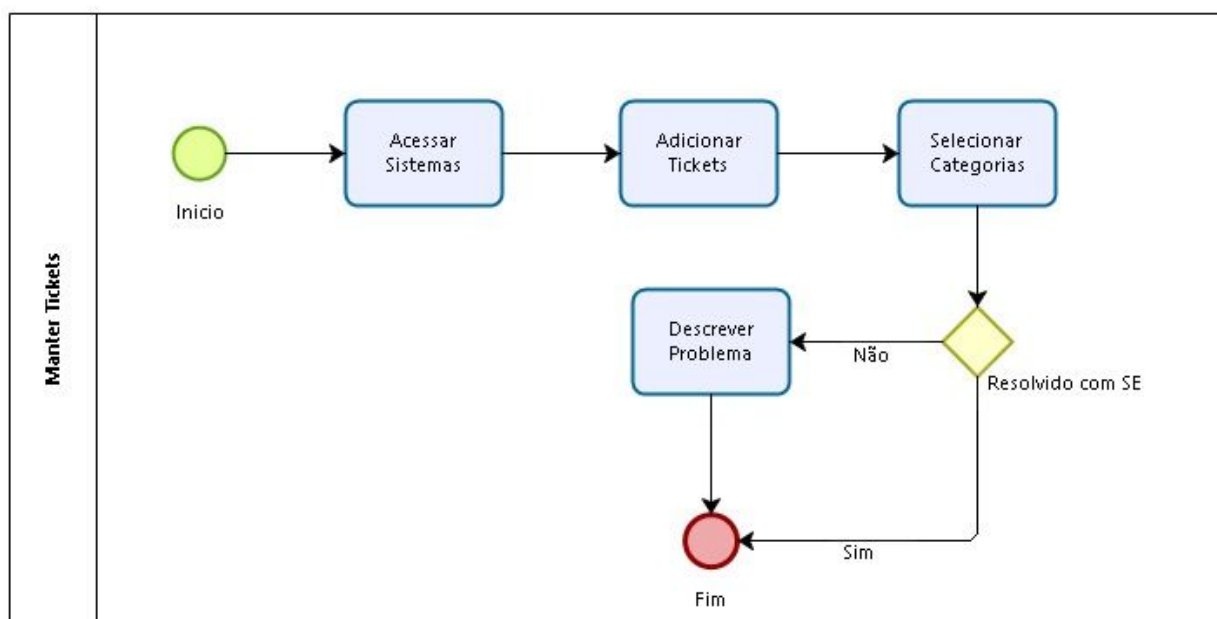 Manter Tickets
Acessar
Sistemas
Adicionar
Tickets
Selecionar
Categorias
Inicio
Descrever
Problema
Não
Resolvido com SE
Sim
Fim